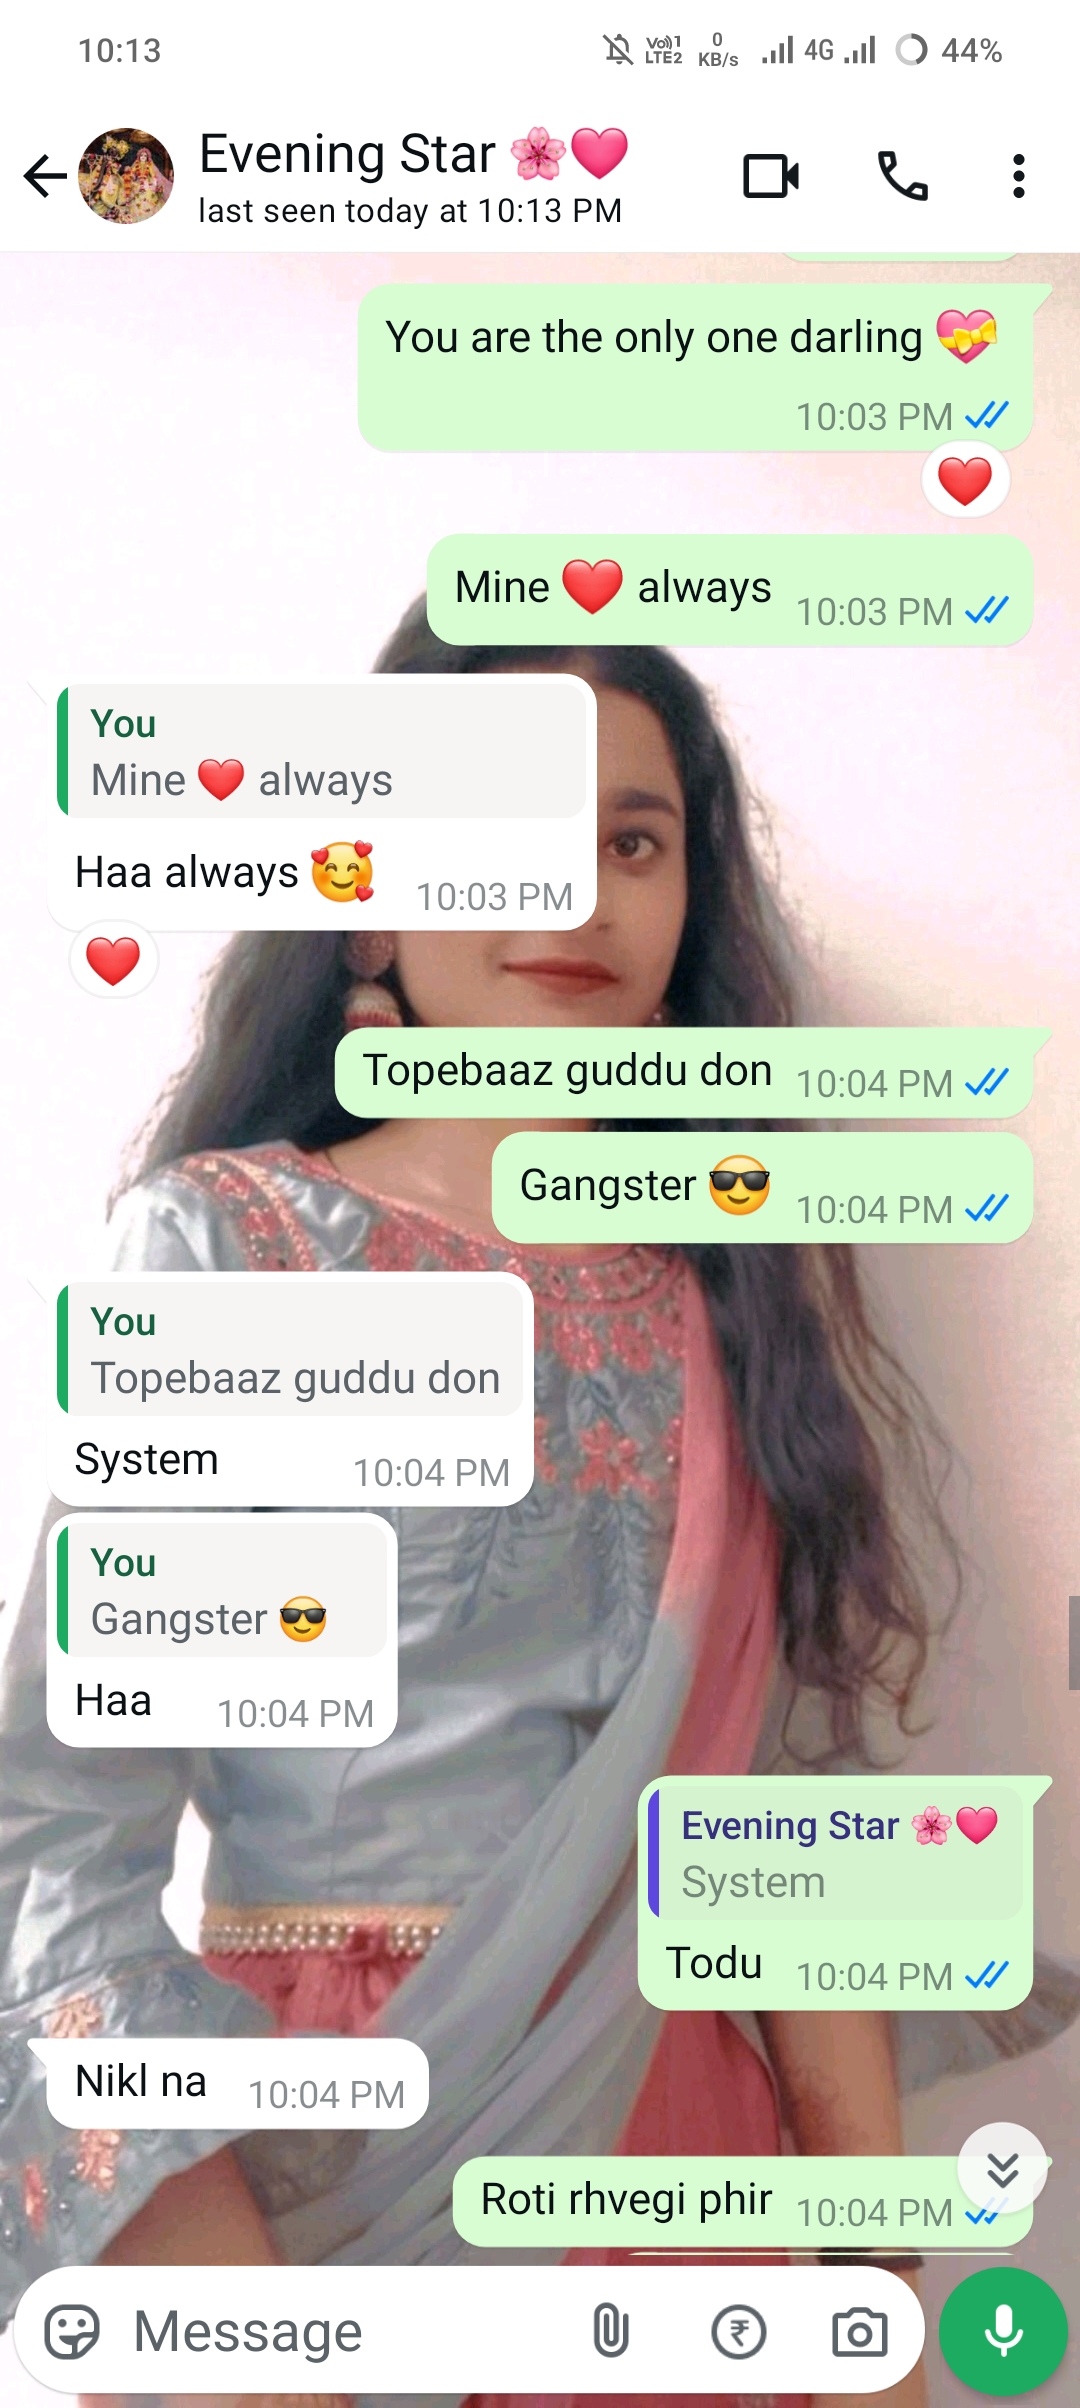 10:13
Vo)) 1
LTE2
0
KB/s
4G
44%
Evening Star 🌸💗
last seen today at 10:13 PM
You are the only one darling 💝
10:03 PM
❤️
Mine ❤️ always 10:03 PM
You
Mine ❤️ always
Haa always 🥰 10:03 PM
❤️
Topebaaz guddu don 10:04 PM
Gangster 😎 10:04 PM
You
Topebaaz guddu don
System 10:04 PM
You
Gangster 😎
Haa 10:04 PM
Evening Star 🌸💗
System
Todu 10:04 PM
Nikl na 10:04 PM
Roti rhvegi phir 10:04 PM
Message
₹